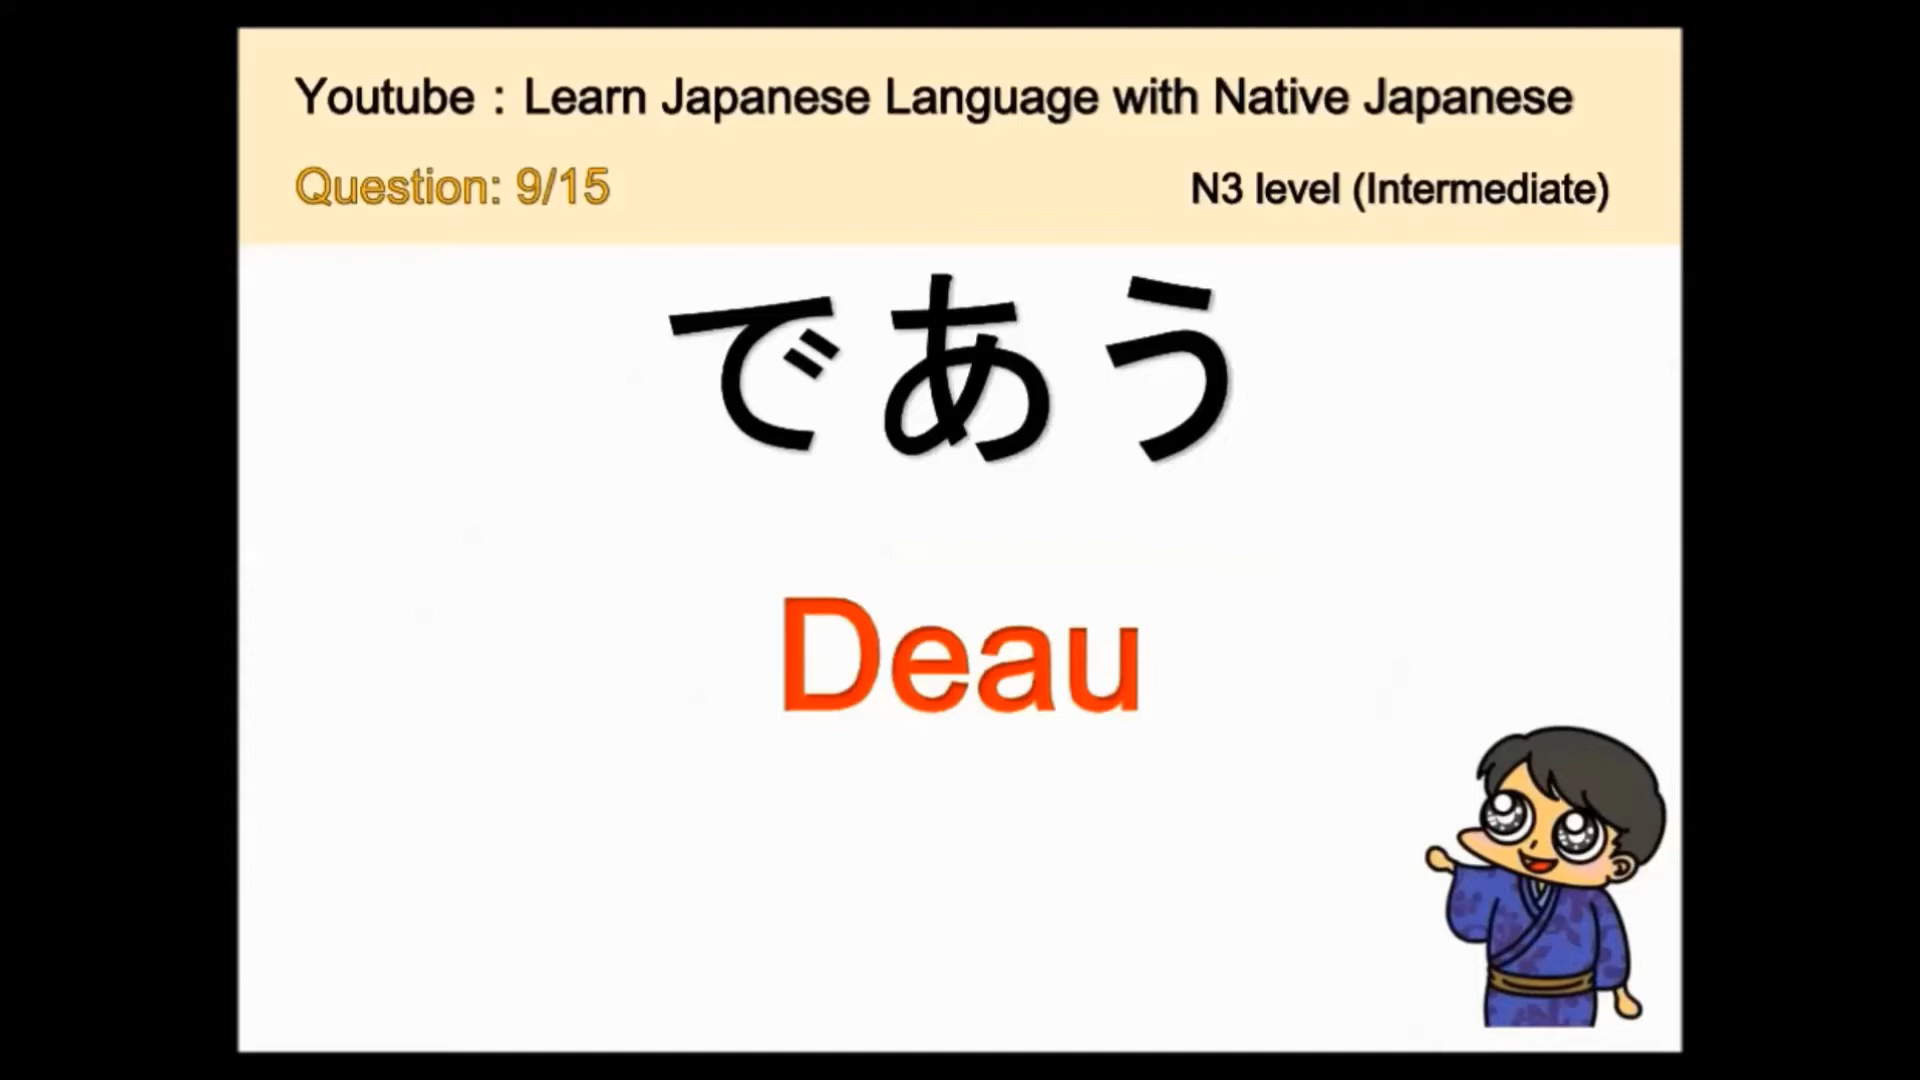 Youtube : Learn Japanese Language with Native Japanese
Question: 9/15
N3 level (Intermediate)
であう
Deau